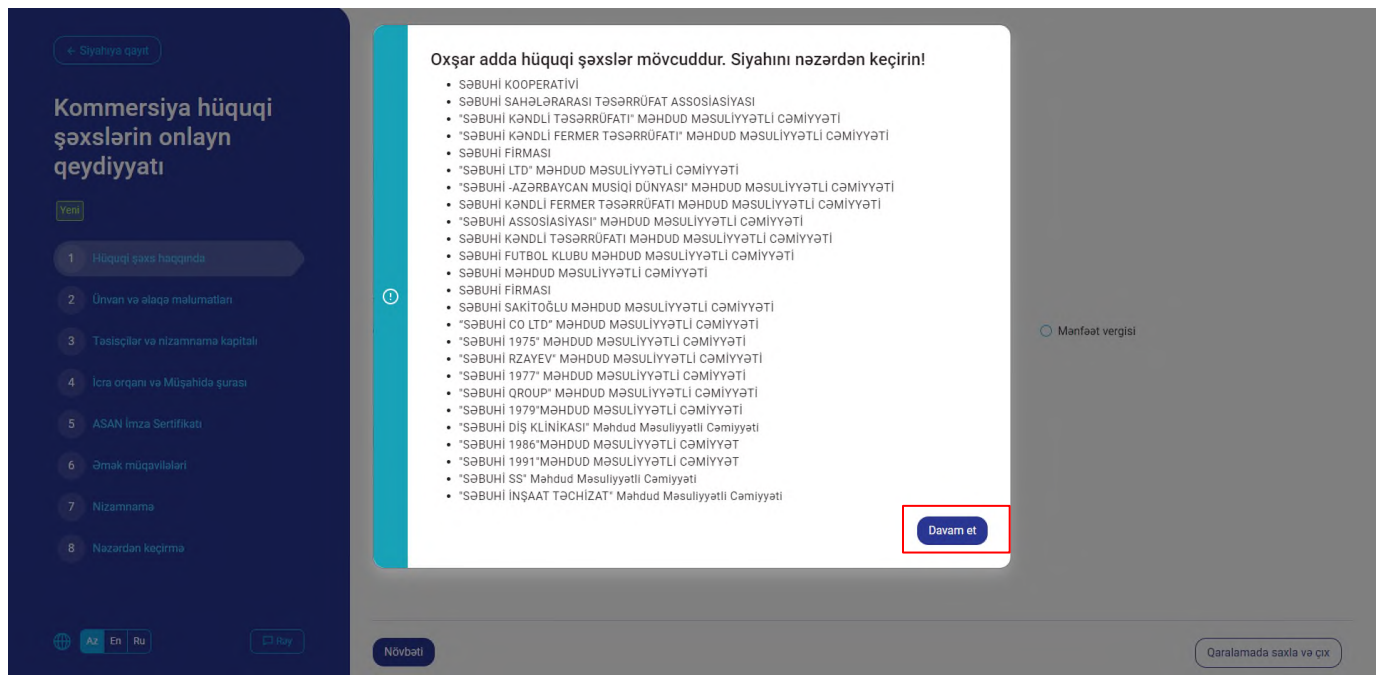 ← Siyahıya qayıt
Kommersiya hüquqi
şəxslərin onlayn
qeydiyyatı
Yeni
1 Hüquqi şəxs haqqında
2 Ünvan və əlaqə məlumatları
3 Təsisçilər və nizamnamə kapitalı
4 İcra orqanı və Müşahidə şurası
5 ASAN İmza Sertifikatı
6 Əmək müqavilələri
7 Nizamnamə
8 Nəzərdən keçirmə
Az En Ru
Rəy
Oxşar adda hüquqi şəxslər mövcuddur. Siyahını nəzərdən keçirin!
• SƏBUHİ KOOPERATİVİ
• SƏBUHİ SAHƏLƏRARASI TƏSƏRRÜFAT ASSOSİASİYASI
• "SƏBUHİ KƏNDLİ TƏSƏRRÜFATI" MƏHDUD MƏSULİYYƏTLİ CƏMİYYƏTİ
• "SƏBUHİ KƏNDLİ FERMER TƏSƏRRÜFATI" MƏHDUD MƏSULİYYƏTLİ CƏMİYYƏTİ
• SƏBUHİ FİRMASI
• "SƏBUHİ LTD" MƏHDUD MƏSULİYYƏTLİ CƏMİYYƏTİ
• "SƏBUHİ -AZƏRBAYCAN MUSİQİ DÜNYASI" MƏHDUD MƏSULİYYƏTLİ CƏMİYYƏTİ
• SƏBUHİ KƏNDLİ FERMER TƏSƏRRÜFATI MƏHDUD MƏSULİYYƏTLİ CƏMİYYƏTİ
• "SƏBUHİ ASSOSİASİYASI" MƏHDUD MƏSULİYYƏTLİ CƏMİYYƏTİ
• SƏBUHİ KƏNDLİ TƏSƏRRÜFATI MƏHDUD MƏSULİYYƏTLİ CƏMİYYƏTİ
• SƏBUHİ FUTBOL KLUBU MƏHDUD MƏSULİYYƏTLİ CƏMİYYƏTİ
• SƏBUHİ MƏHDUD MƏSULİYYƏTLİ CƏMİYYƏTİ
• SƏBUHİ FİRMASI
• SƏBUHİ SAKİTOĞLU MƏHDUD MƏSULİYYƏTLİ CƏMİYYƏTİ
• "SƏBUHİ CO LTD" MƏHDUD MƏSULİYYƏTLİ CƏMİYYƏTİ
• "SƏBUHİ 1975" MƏHDUD MƏSULİYYƏTLİ CƏMİYYƏTİ
• "SƏBUHİ RZAYEV" MƏHDUD MƏSULİYYƏTLİ CƏMİYYƏTİ
• "SƏBUHİ 1977" MƏHDUD MƏSULİYYƏTLİ CƏMİYYƏTİ
• "SƏBUHİ QROUP" MƏHDUD MƏSULİYYƏTLİ CƏMİYYƏTİ
• "SƏBUHİ 1979"MƏHDUD MƏSULİYYƏTLİ CƏMİYYƏTİ
• "SƏBUHİ DİŞ KLİNİKASI" Məhdud Məsuliyyətli Cəmiyyəti
• "SƏBUHİ 1986"MƏHDUD MƏSULİYYƏTLİ CƏMİYYƏT
• "SƏBUHİ 1991"MƏHDUD MƏSULİYYƏTLİ CƏMİYYƏT
• "SƏBUHİ SS" Məhdud Məsuliyyətli Cəmiyyəti
• "SƏBUHİ İNŞAAT TƏCHİZAT" Məhdud Məsuliyyətli Cəmiyyəti
Davam et
Mənfəət vergisi
Növbəti
Qaralamada saxla və çıx